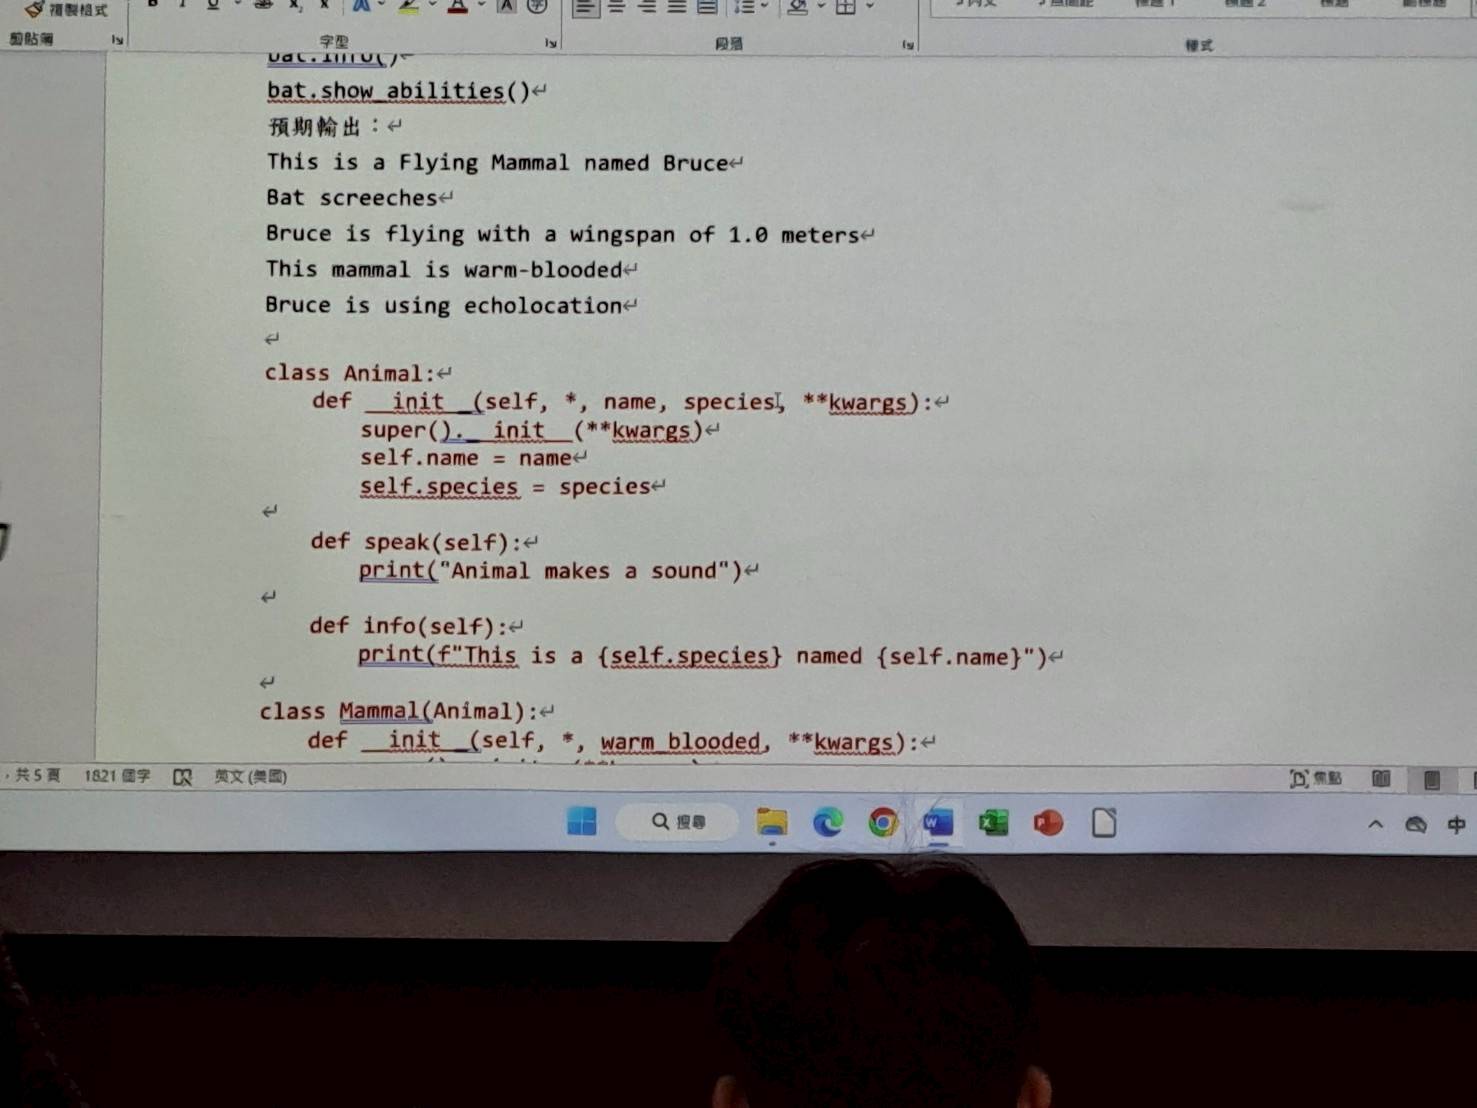 複製格式
剪貼簿
字型
段落
樣式
bat.info()
bat.show_abilities()
預期輸出：
This is a Flying Mammal named Bruce
Bat screeches
Bruce is flying with a wingspan of 1.0 meters
This mammal is warm-blooded
Bruce is using echolocation
class Animal:
def __init__(self, *, name, species, **kwargs):
super().__init__(**kwargs)
self.name = name
self.species = species
def speak(self):
print("Animal makes a sound")
def info(self):
print(f"This is a {self.species} named {self.name}")
class Mammal(Animal):
def __init__(self, *, warm_blooded, **kwargs):
，共 5 頁 1821 個字 英文 (美國) 焦點
搜尋 中